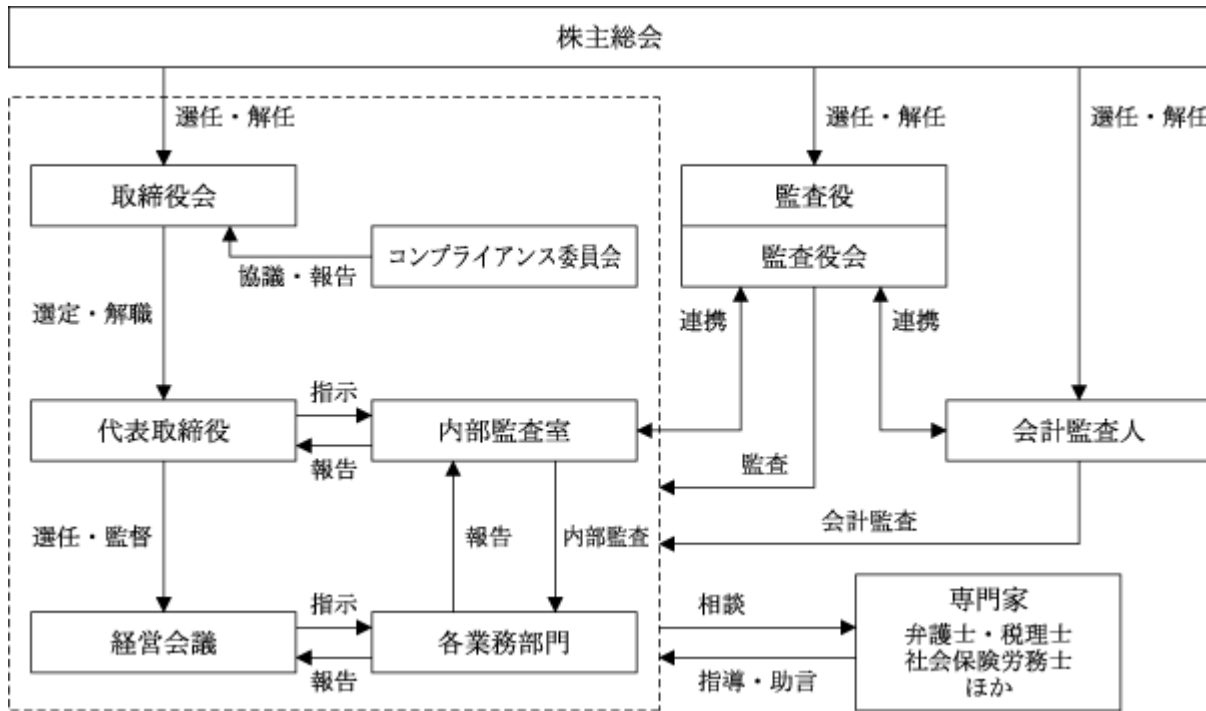 株主総会
選任・解任
選任・解任
選任・解任
取締役会
監査役
監査役会
コンプライアンス委員会
協議・報告
選定・解職
連携
連携
代表取締役
指示
報告
内部監査室
会計監査人
監査
選任・監督
報告
内部監査
会計監査
経営会議
指示
報告
各業務部門
相談
指導・助言
専門家
弁護士・税理士
社会保険労務士
ほか